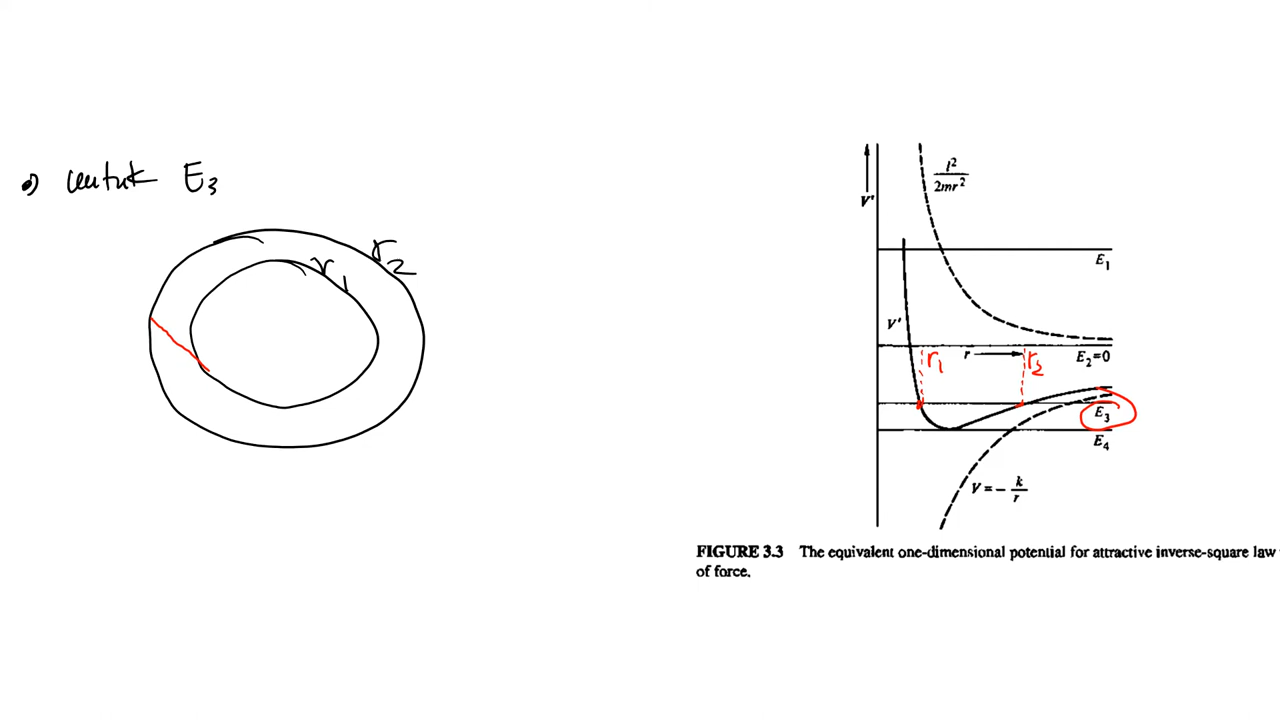 •) untuk E₃
r₂
r₁
l²
2mr²
V'
E₁
V'
r₁
r
r₂
E₂=0
E₃
E₄
V = - k/r
FIGURE 3.3 The equivalent one-dimensional potential for attractive inverse-square law
of force.